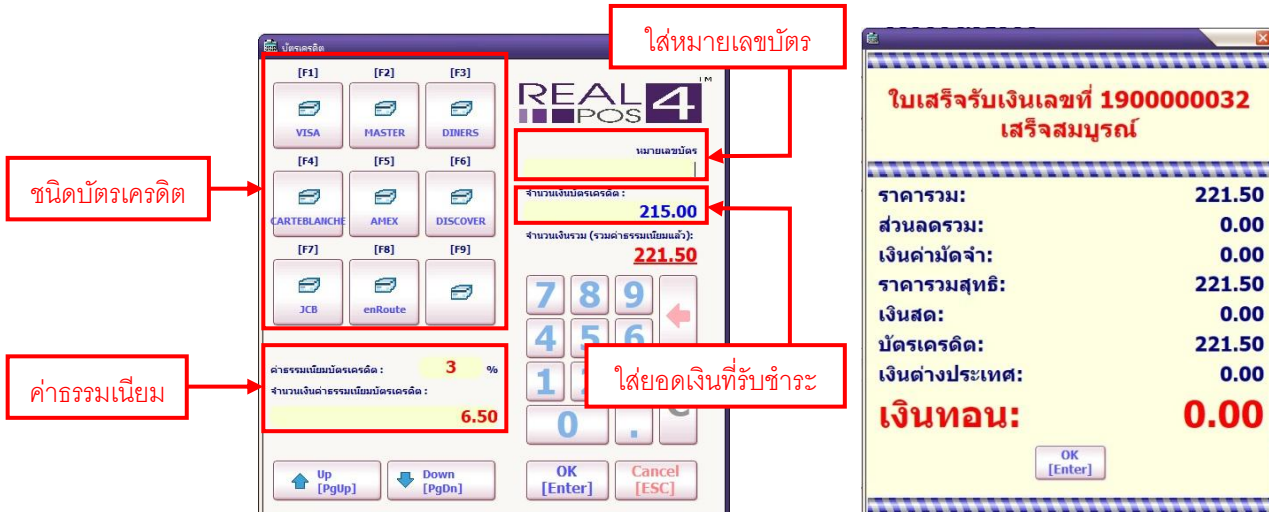 ใส่หมายเลขบัตร
ชนิดบัตรเครดิต
ค่าธรรมเนียม
ใส่ยอดเงินที่รับชำระ
บัตรเครดิต
[F1] [F2] [F3]
VISA MASTER DINERS
[F4] [F5] [F6]
CARTEBLANCHE AMEX DISCOVER
[F7] [F8] [F9]
JCB enRoute
ค่าธรรมเนียมบัตรเครดิต : 3 %
จำนวนเงินค่าธรรมเนียมบัตรเครดิต :
6.50
Up
[PgUp]
Down
[PgDn]
REAL 4 TM
POS
หมายเลขบัตร
จำนวนเงินบัตรเครดิต :
215.00
จำนวนเงินรวม (รวมค่าธรรมเนียมแล้ว):
221.50
7 8 9
4 5 6
1
0 . C
OK
[Enter]
Cancel
[ESC]
ใบเสร็จรับเงินเลขที่ 1900000032
เสร็จสมบูรณ์
ราคารวม: 221.50
ส่วนลดรวม: 0.00
เงินค่ามัดจำ: 0.00
ราคารวมสุทธิ: 221.50
เงินสด: 0.00
บัตรเครดิต: 221.50
เงินต่างประเทศ: 0.00
เงินทอน: 0.00
OK
[Enter]